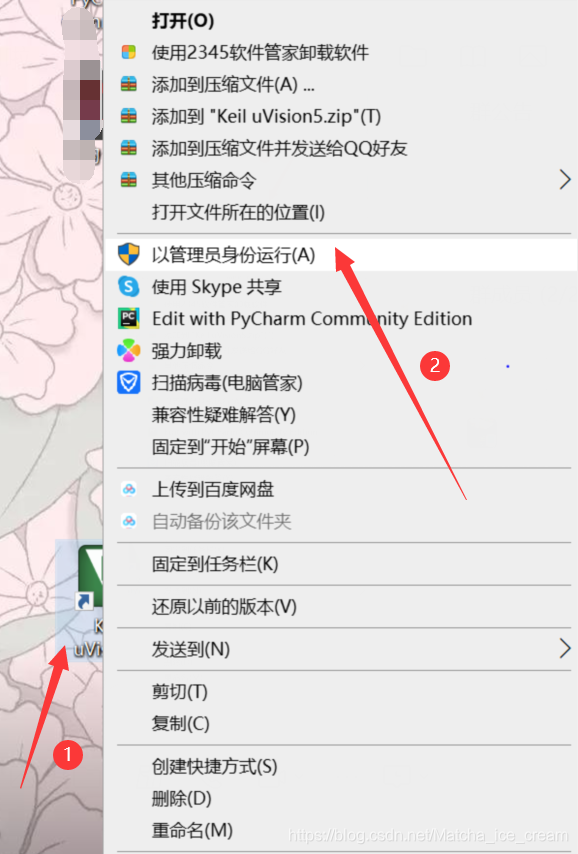 打开(O)
使用2345软件管家卸载软件
添加到压缩文件(A) ...
添加到 "Keil uVision5.zip"(T)
添加到压缩文件并发送给QQ好友
其他压缩命令
打开文件所在的位置(I)
以管理员身份运行(A)
使用 Skype 共享
PC
Edit with PyCharm Community Edition
强力卸载
2
扫描病毒(电脑管家)
兼容性疑难解答(Y)
固定到"开始"屏幕(P)
上传到百度网盘
自动备份该文件夹
固定到任务栏(K)
还原以前的版本(V)
K
uVi
发送到(N)
剪切(T)
复制(C)
1
创建快捷方式(S)
删除(D)
重命名(M)
https://blog.csdn.net/Matcha_ice_cream